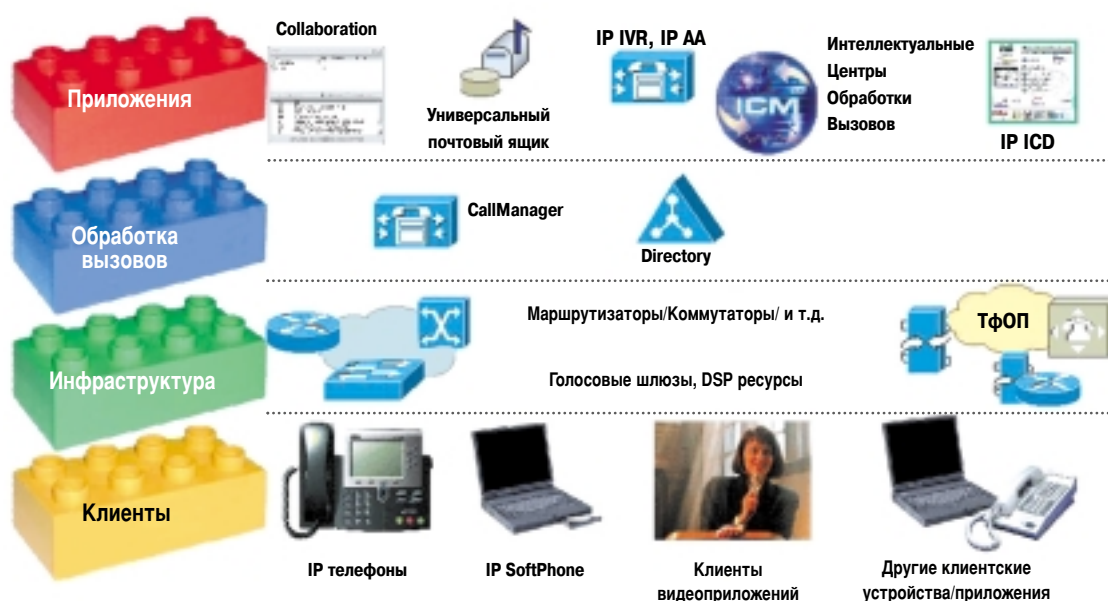 Collaboration
IP IVR, IP AA
Интеллектуальные
Центры
Обработки
Вызовов
Приложения
Универсальный
почтовый ящик
ICM
IP ICD
CallManager
Обработка
вызовов
Directory
Маршрутизаторы/Коммутаторы/ и т.д.
ТфОП
Инфраструктура
Голосовые шлюзы, DSP ресурсы
Клиенты
IP телефоны
IP SoftPhone
Клиенты
видеоприложений
Другие клиентские
устройства/приложения